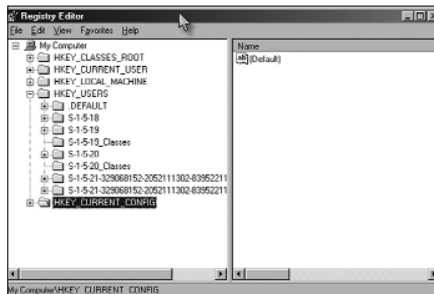 Registry Editor
File Edit View Favorites Help
My Computer
HKEY_CLASSES_ROOT
HKEY_CURRENT_USER
HKEY_LOCAL_MACHINE
HKEY_USERS
.DEFAULT
S-1-5-18
S-1-5-19
S-1-5-19_Classes
S-1-5-20
S-1-5-20_Classes
S-1-5-21-329068152-2052111302-83952211
S-1-5-21-329068152-2052111302-83952211
HKEY_CURRENT_CONFIG
Name
ab (Default)
My Computer\HKEY_CURRENT_CONFIG